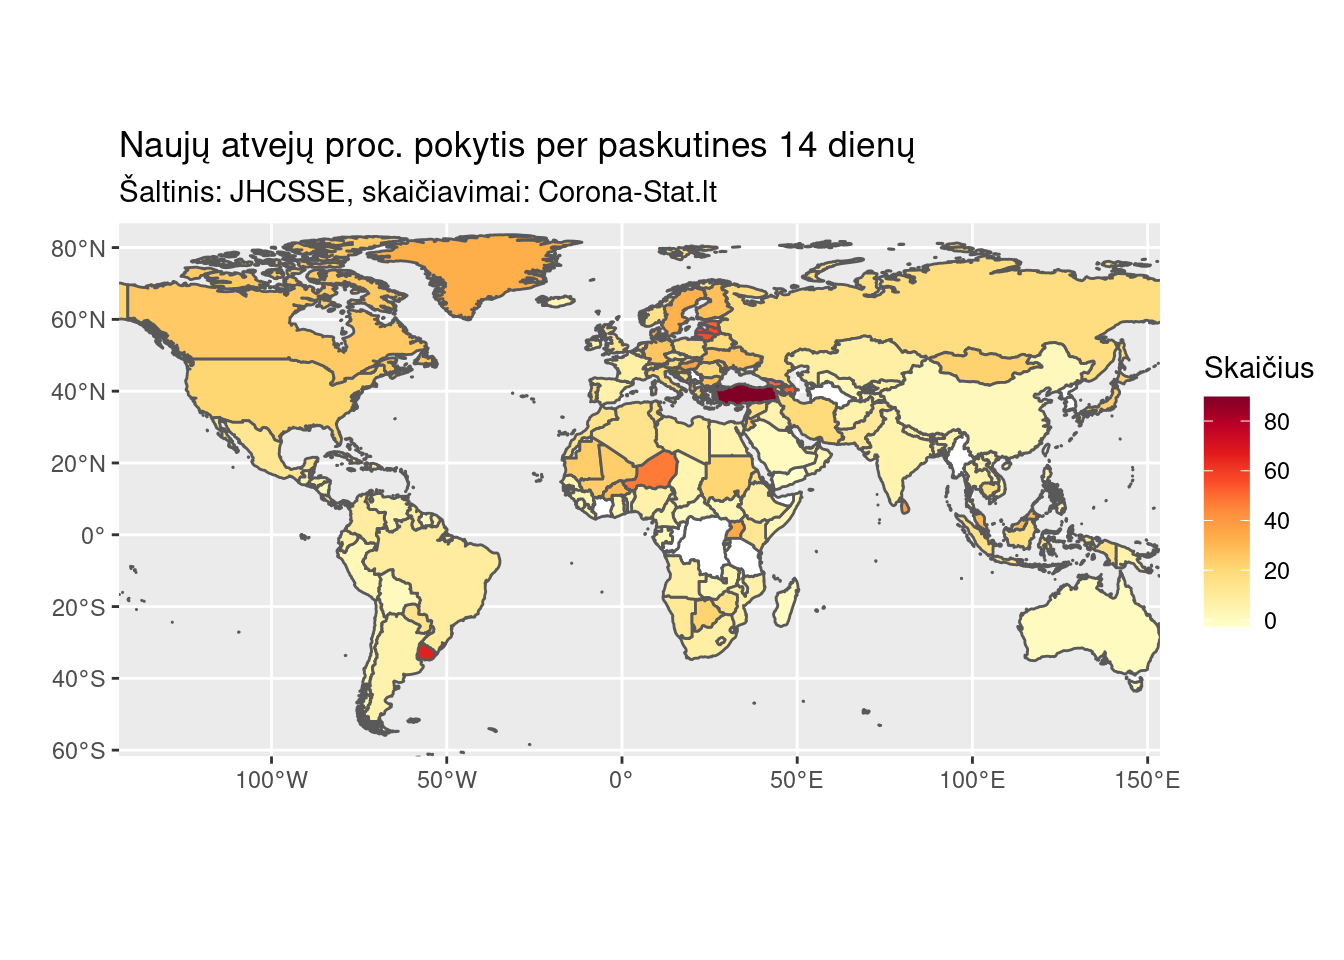 Naujų atvejų proc. pokytis per paskutines 14 dienų
Šaltinis: JHCSSE, skaičiavimai: Corona-Stat.lt
80°N
60°N
40°N
20°N
0°
20°S
40°S
60°S
100°W
50°W
0°
50°E
100°E
150°E
Skaičius
80
60
40
20
0